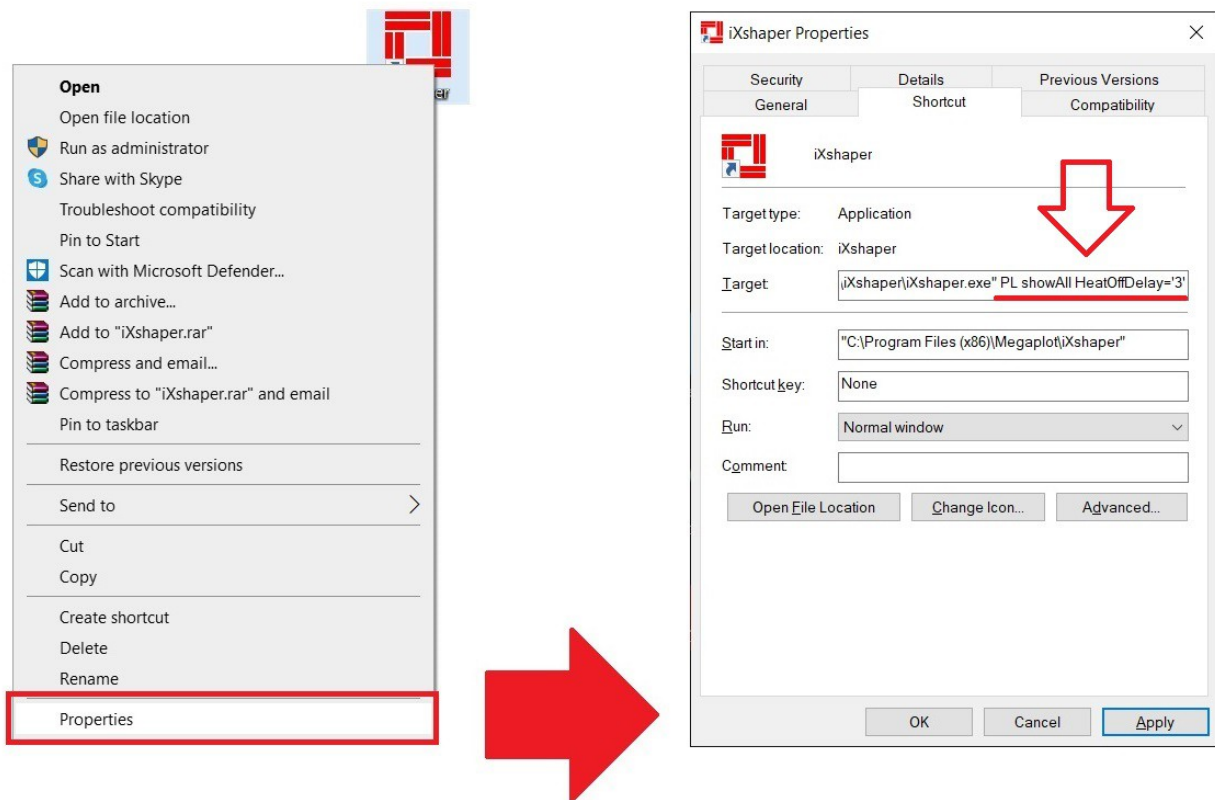 er
Open
Open file location
Run as administrator
Share with Skype
Troubleshoot compatibility
Pin to Start
Scan with Microsoft Defender...
Add to archive...
Add to "iXshaper.rar"
Compress and email...
Compress to "iXshaper.rar" and email
Pin to taskbar
Restore previous versions
Send to
Cut
Copy
Create shortcut
Delete
Rename
Properties
iXshaper Properties
Security Details Previous Versions
General Shortcut Compatibility
iXshaper
Target type: Application
Target location: iXshaper
Target: \iXshaper\iXshaper.exe" PL showAll HeatOffDelay='3'
Start in: "C:\Program Files (x86)\Megaplot\iXshaper"
Shortcut key: None
Run: Normal window
Comment:
Open File Location Change Icon... Advanced...
OK Cancel Apply